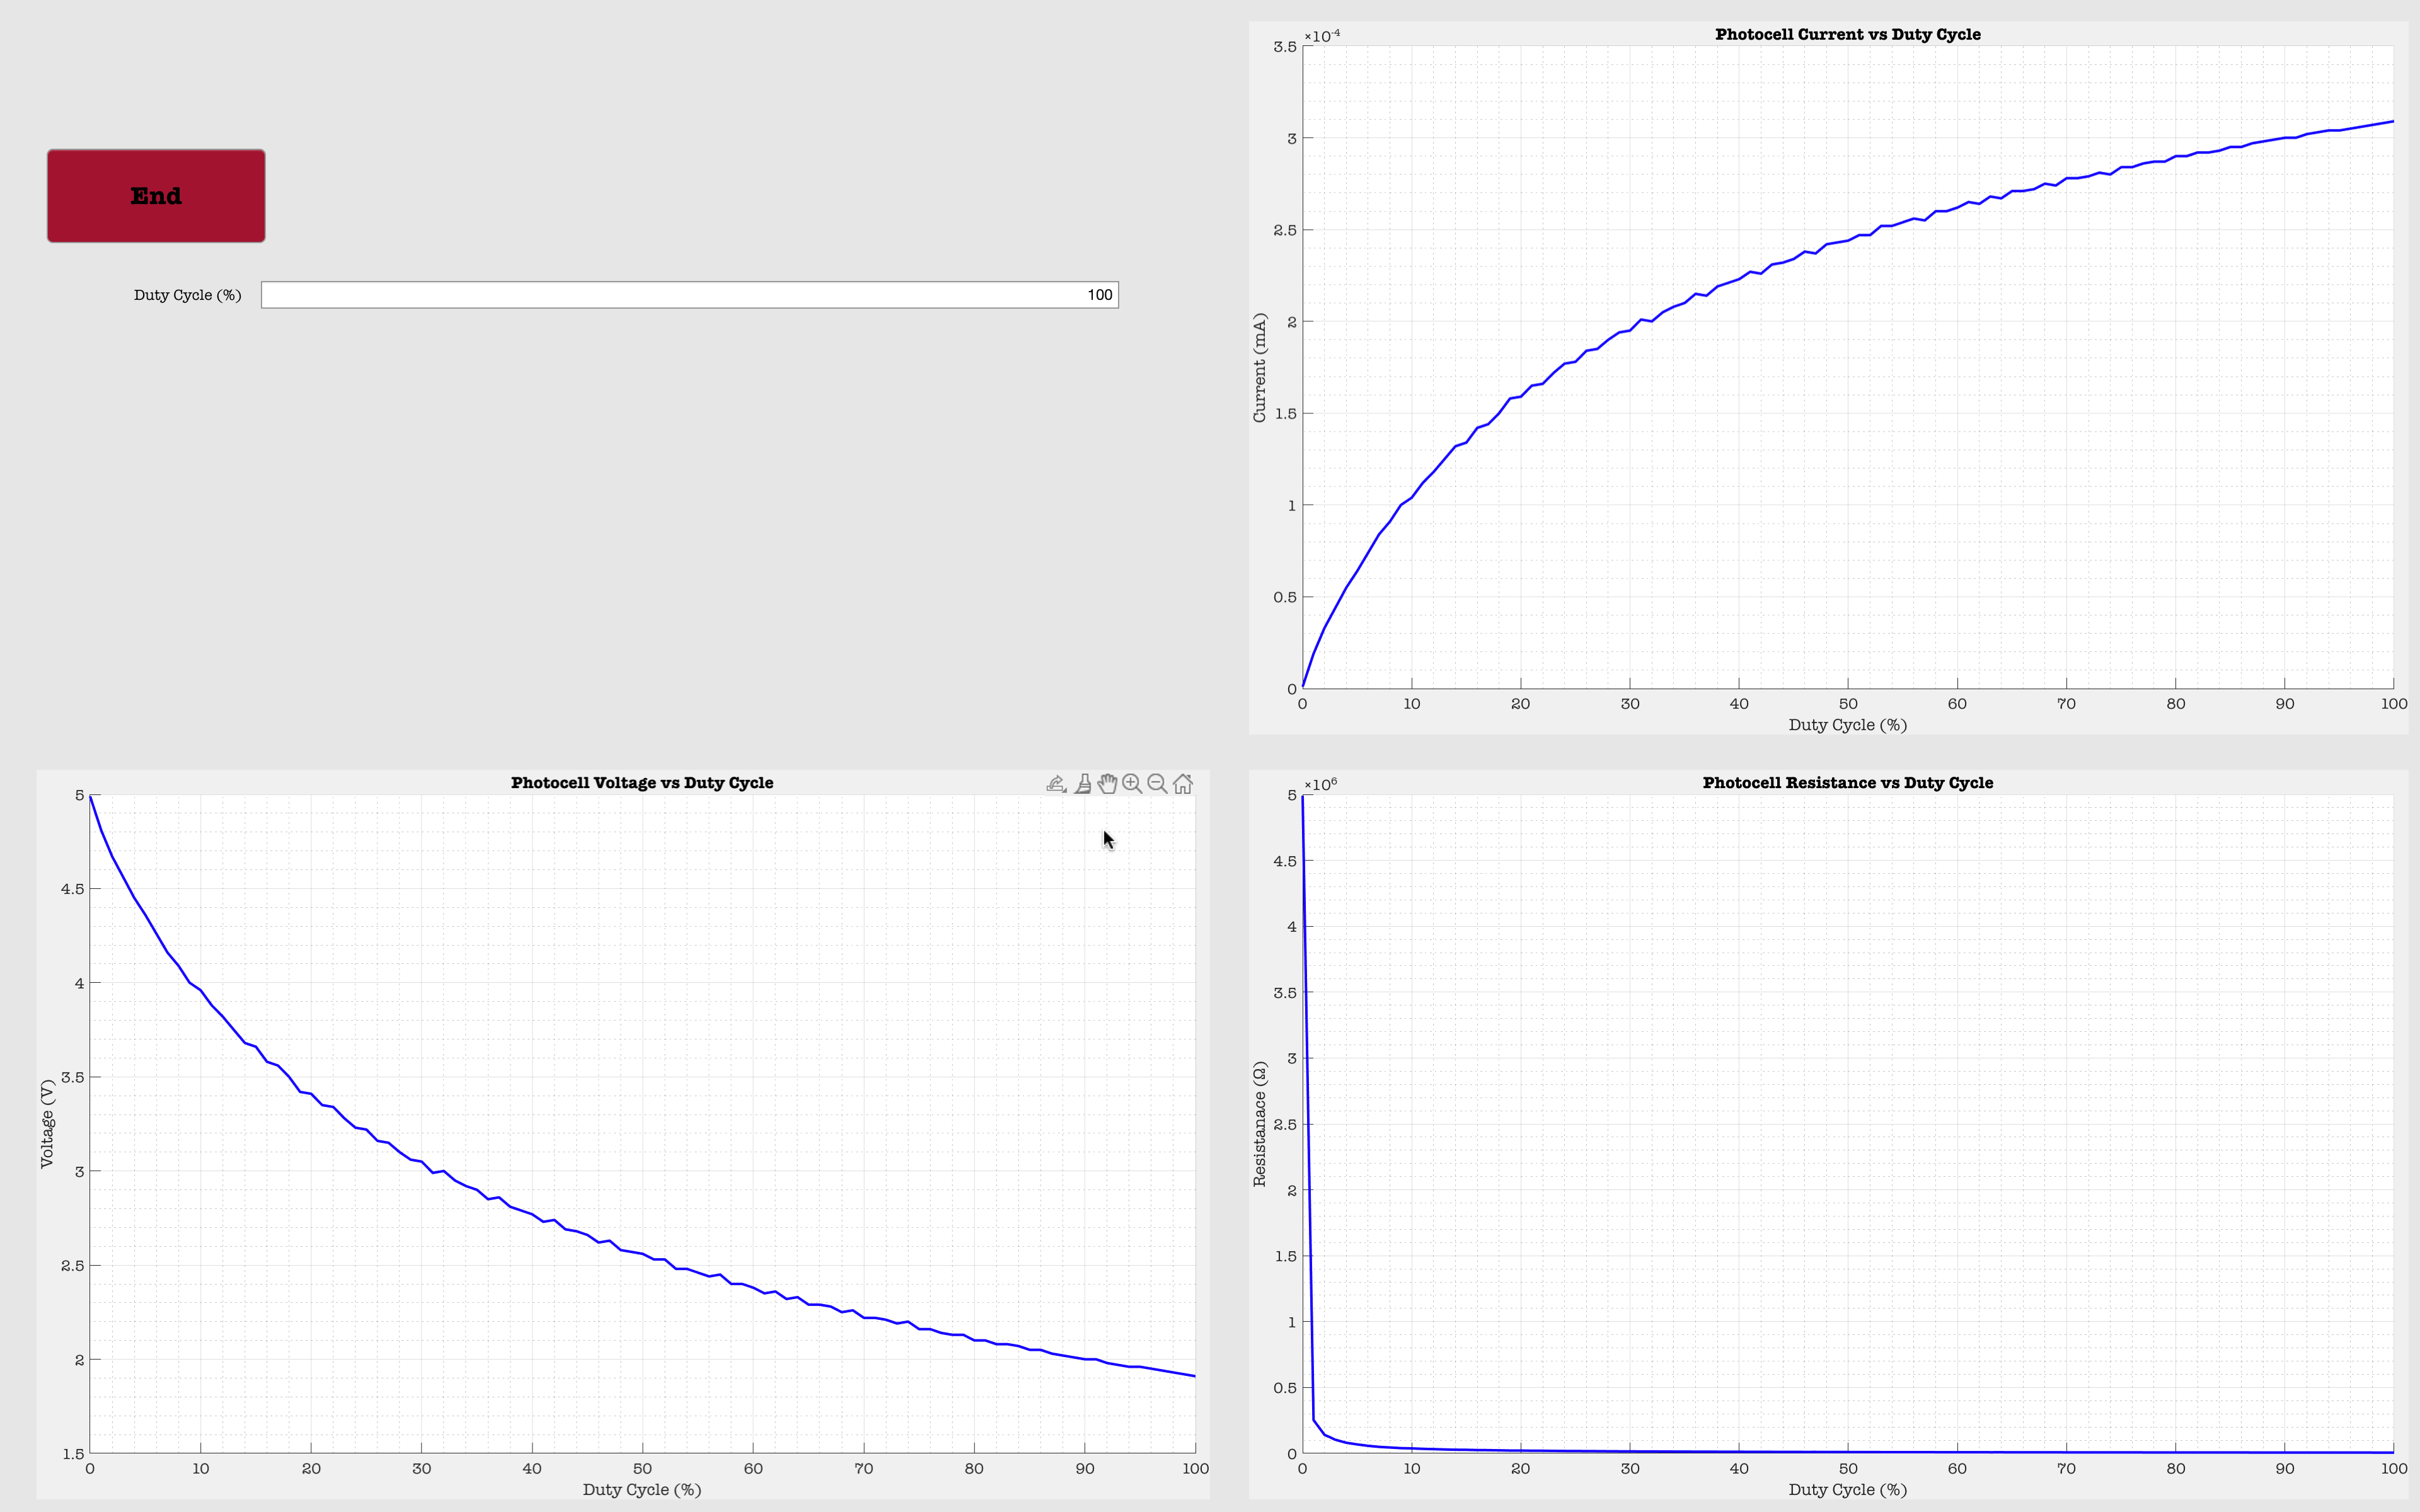 End
Duty Cycle (%) 100
Photocell Current vs Duty Cycle
×10⁻⁴
3.5
3
2.5
2
1.5
1
0.5
0
Current (mA)
0 10 20 30 40 50 60 70 80 90 100
Duty Cycle (%)
Photocell Voltage vs Duty Cycle
5
4.5
4
3.5
3
2.5
2
1.5
Voltage (V)
0 10 20 30 40 50 60 70 80 90 100
Duty Cycle (%)
Photocell Resistance vs Duty Cycle
×10⁶
5
4.5
4
3.5
3
2.5
2
1.5
1
0.5
0
Resistanace (Ω)
0 10 20 30 40 50 60 70 80 90 100
Duty Cycle (%)